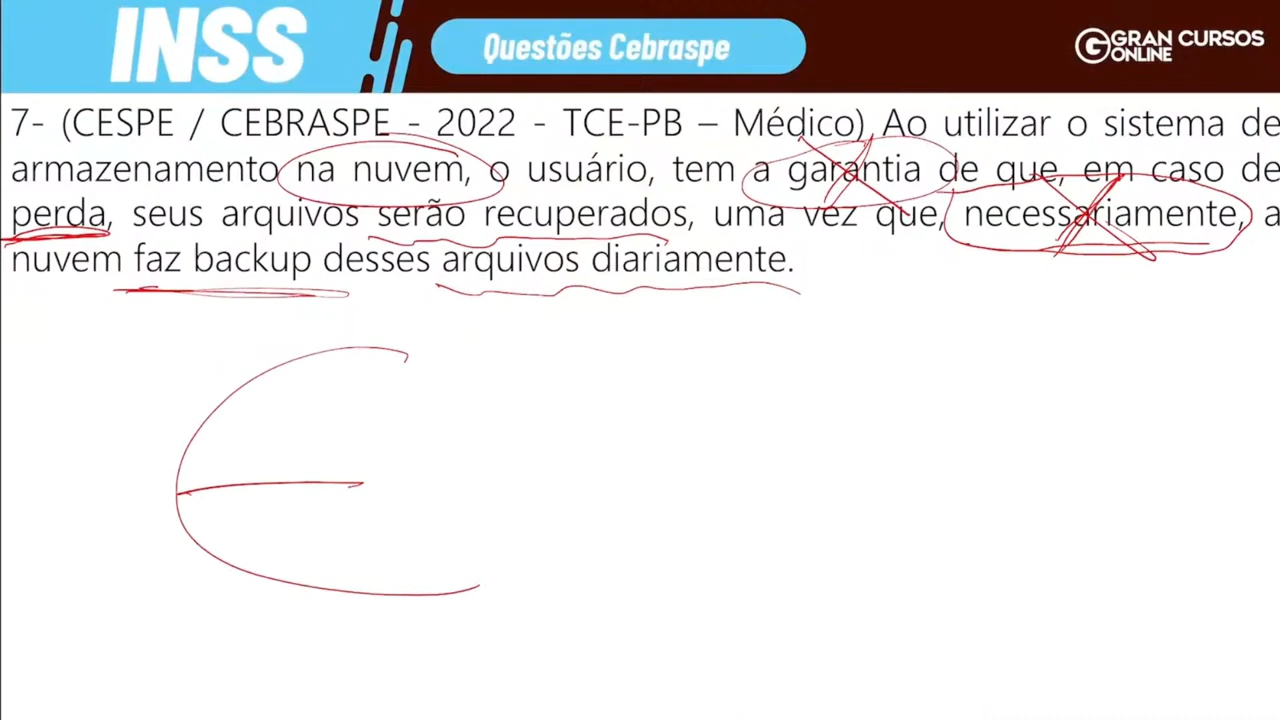 INSS
Questões Cebraspe
GRAN CURSOS
ONLINE
7- (CESPE / CEBRASPE - 2022 - TCE-PB – Médico) Ao utilizar o sistema de
armazenamento na nuvem, o usuário, tem a garantia de que, em caso de
perda, seus arquivos serão recuperados, uma vez que, necessariamente, a
nuvem faz backup desses arquivos diariamente.
E